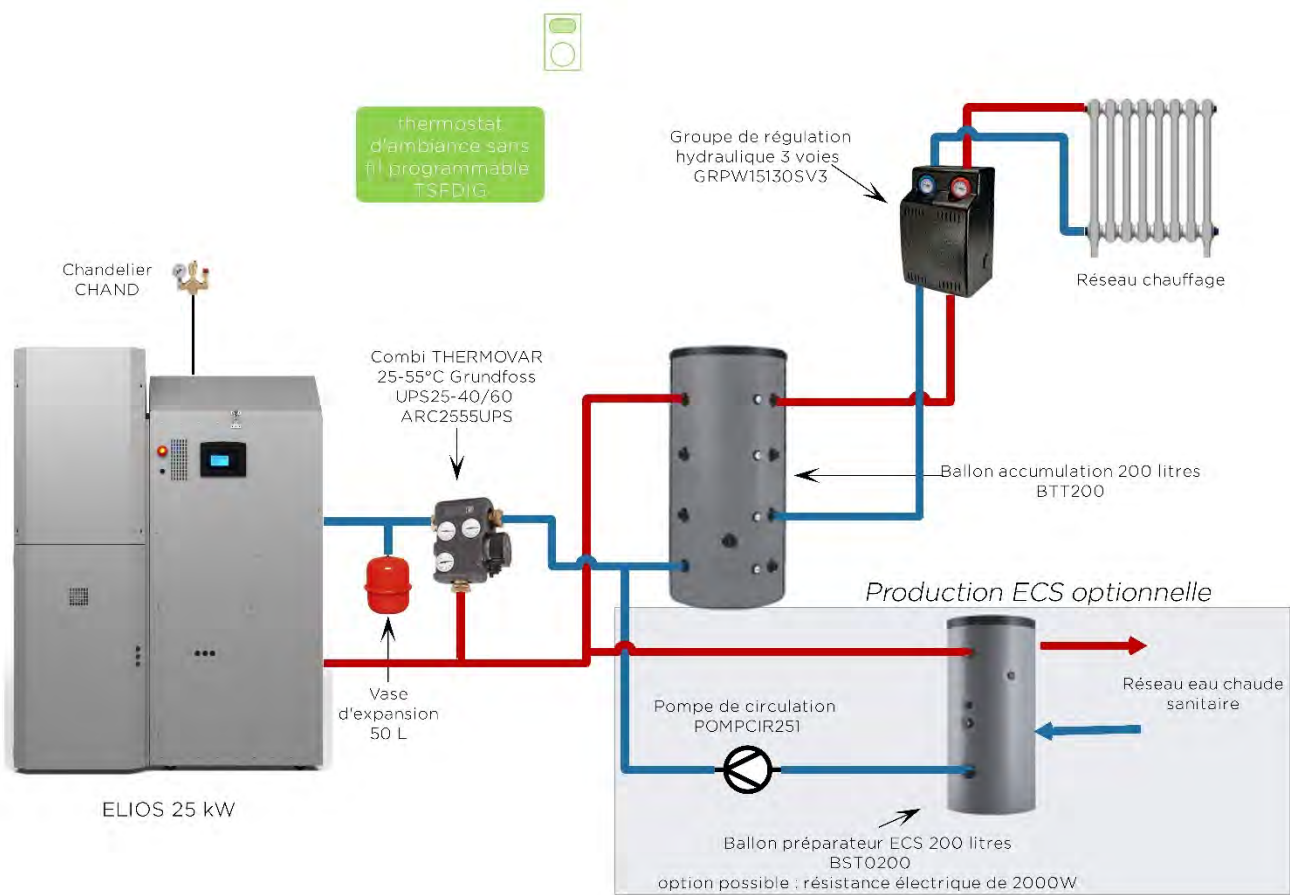 thermostat
d'ambiance sans
fil programmable
TSFDIG
Groupe de régulation
hydraulique 3 voies
GRPW15130SV3
Réseau chauffage
Chandelier
CHAND
Combi THERMOVAR
25-55°C Grundfoss
UPS25-40/60
ARC2555UPS
Ballon accumulation 200 litres
BTT200
Production ECS optionnelle
Vase
d'expansion
50 L
Pompe de circulation
POMPCIR251
Réseau eau chaude
sanitaire
ELIOS 25 kW
Ballon préparateur ECS 200 litres
BST0200
option possible : résistance électrique de 2000W